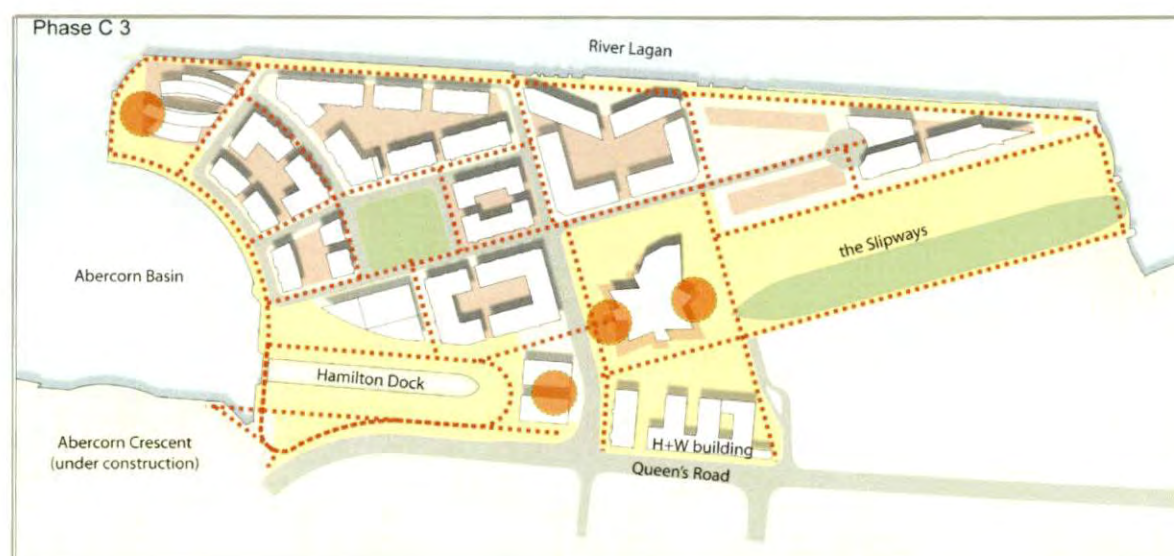 Phase C 3
River Lagan
the Slipways
Abercorn Basin
Hamilton Dock
Abercorn Crescent
(under construction)
H+W building
Queen's Road